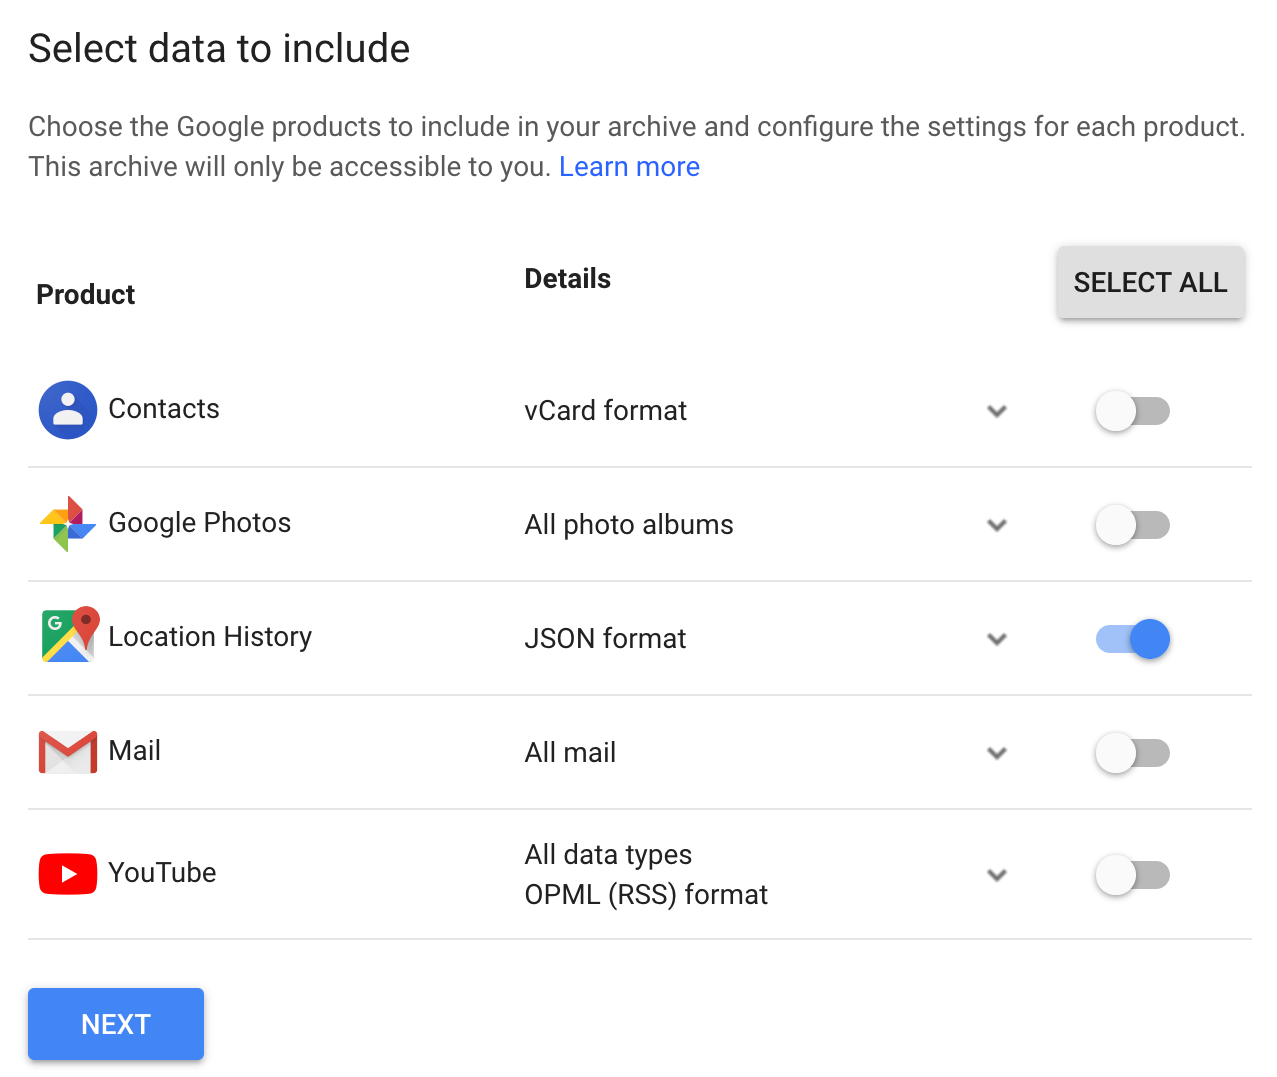 Select data to include
Choose the Google products to include in your archive and configure the settings for each product.
This archive will only be accessible to you. Learn more
Product
Details
SELECT ALL
Contacts
vCard format
Google Photos
All photo albums
G
Location History
JSON format
Mail
All mail
YouTube
All data types
OPML (RSS) format
NEXT